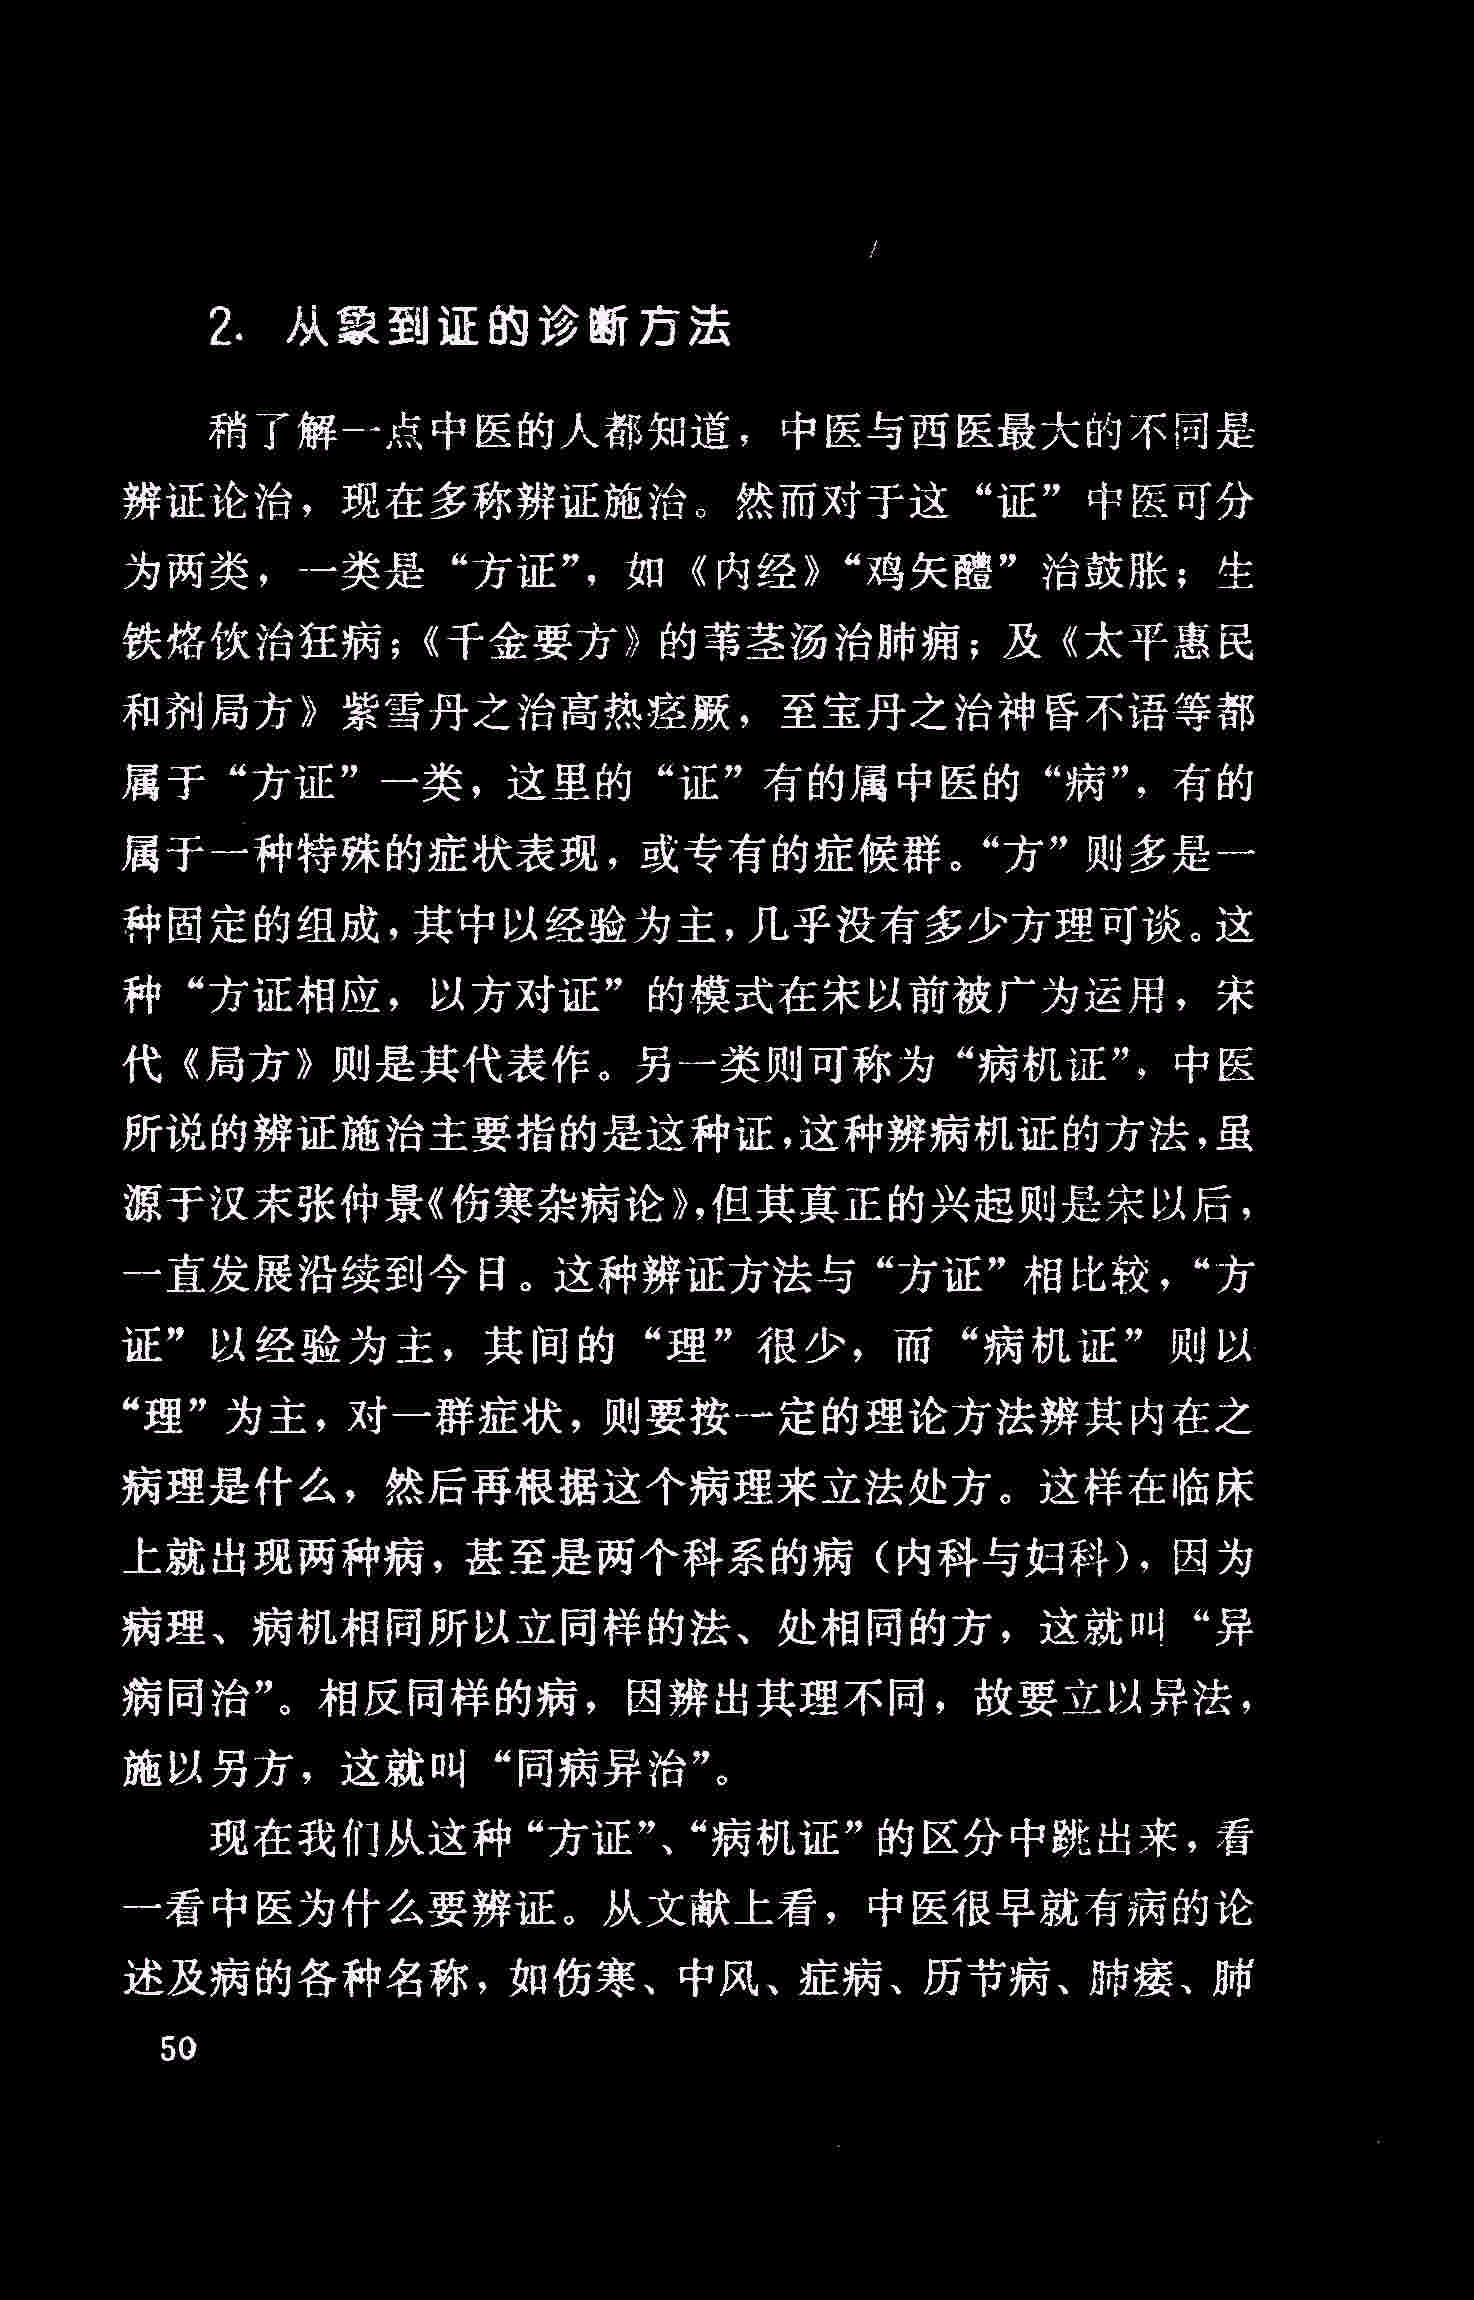 2. 从象到证的诊断方法
稍了解一点中医的人都知道，中医与西医最大的不同是
辨证论治，现在多称辨证施治。然而对于这“证”中医可分
为两类，一类是“方证”，如《内经》“鸡矢醴”治鼓胀；生
铁烙饮治狂病；《千金要方》的苇茎汤治肺痈；及《太平惠民
和剂局方》紫雪丹之治高热痉厥，至宝丹之治神昏不语等都
属于“方证”一类，这里的“证”有的属中医的“病”，有的
属于一种特殊的症状表现，或专有的症候群。“方”则多是一
种固定的组成，其中以经验为主，几乎没有多少方理可谈。这
种“方证相应，以方对证”的模式在宋以前被广为运用，宋
代《局方》则是其代表作。另一类则可称为“病机证”，中医
所说的辨证施治主要指的是这种证，这种辨病机证的方法，虽
源于汉末张仲景《伤寒杂病论》，但其真正的兴起则是宋以后，
一直发展沿续到今日。这种辨证方法与“方证”相比较，“方
证”以经验为主，其间的“理”很少，而“病机证”则以
“理”为主，对一群症状，则要按一定的理论方法辨其内在之
病理是什么，然后再根据这个病理来立法处方。这样在临床
上就出现两种病，甚至是两个科系的病（内科与妇科），因为
病理、病机相同所以立同样的法、处相同的方，这就叫“异
病同治”。相反同样的病，因辨出其理不同，故要立以异法，
施以另方，这就叫“同病异治”。
现在我们从这种“方证”、“病机证”的区分中跳出来，看
一看中医为什么要辨证。从文献上看，中医很早就有病的论
述及病的各种名称，如伤寒、中风、症病、历节病、肺痿、肺
50